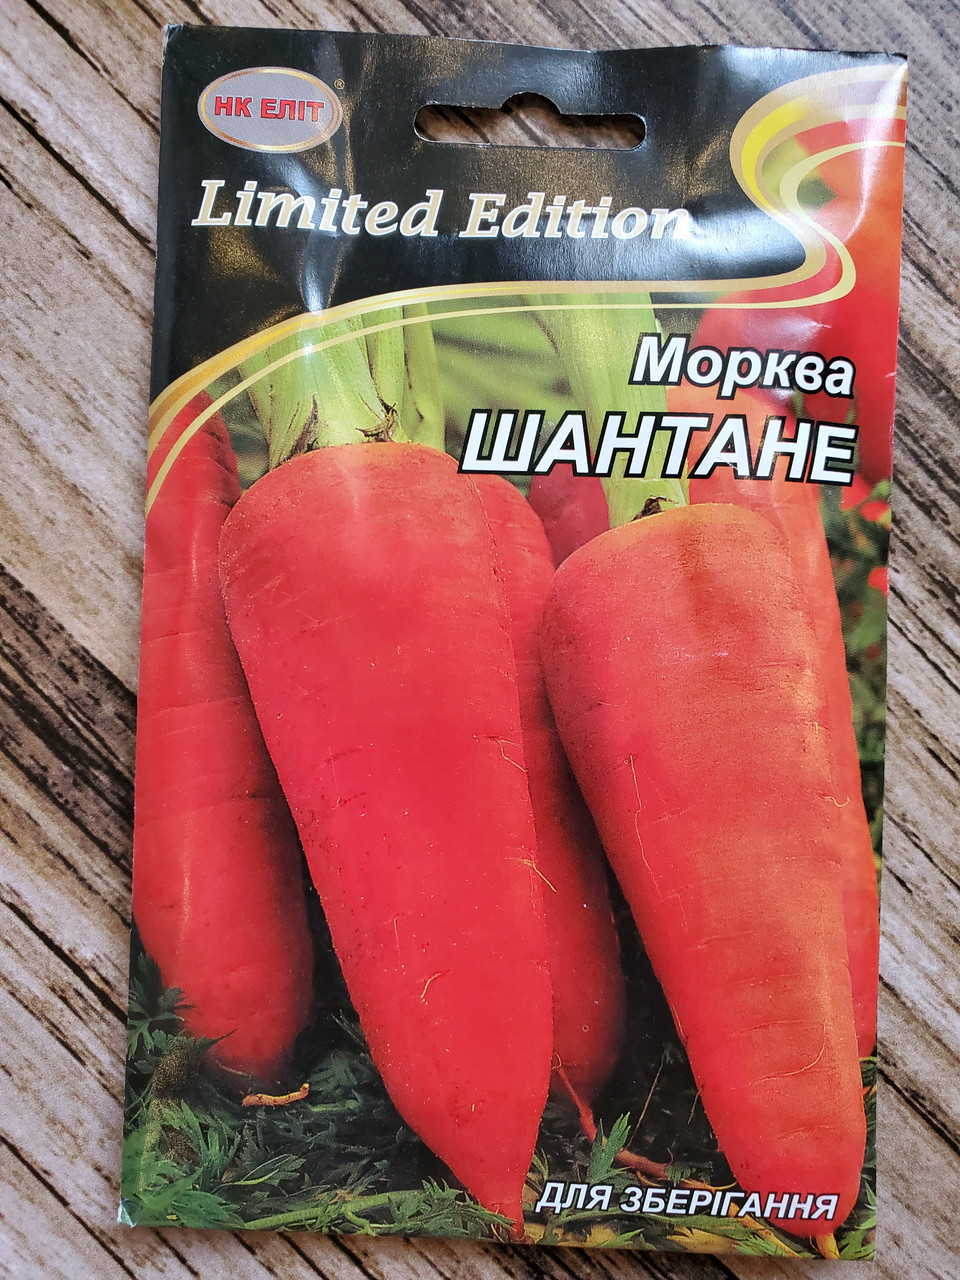 НК ЕЛІТ®
Limited Edition
Морква
ШАНТАНЕ
ДЛЯ ЗБЕРІГАННЯ